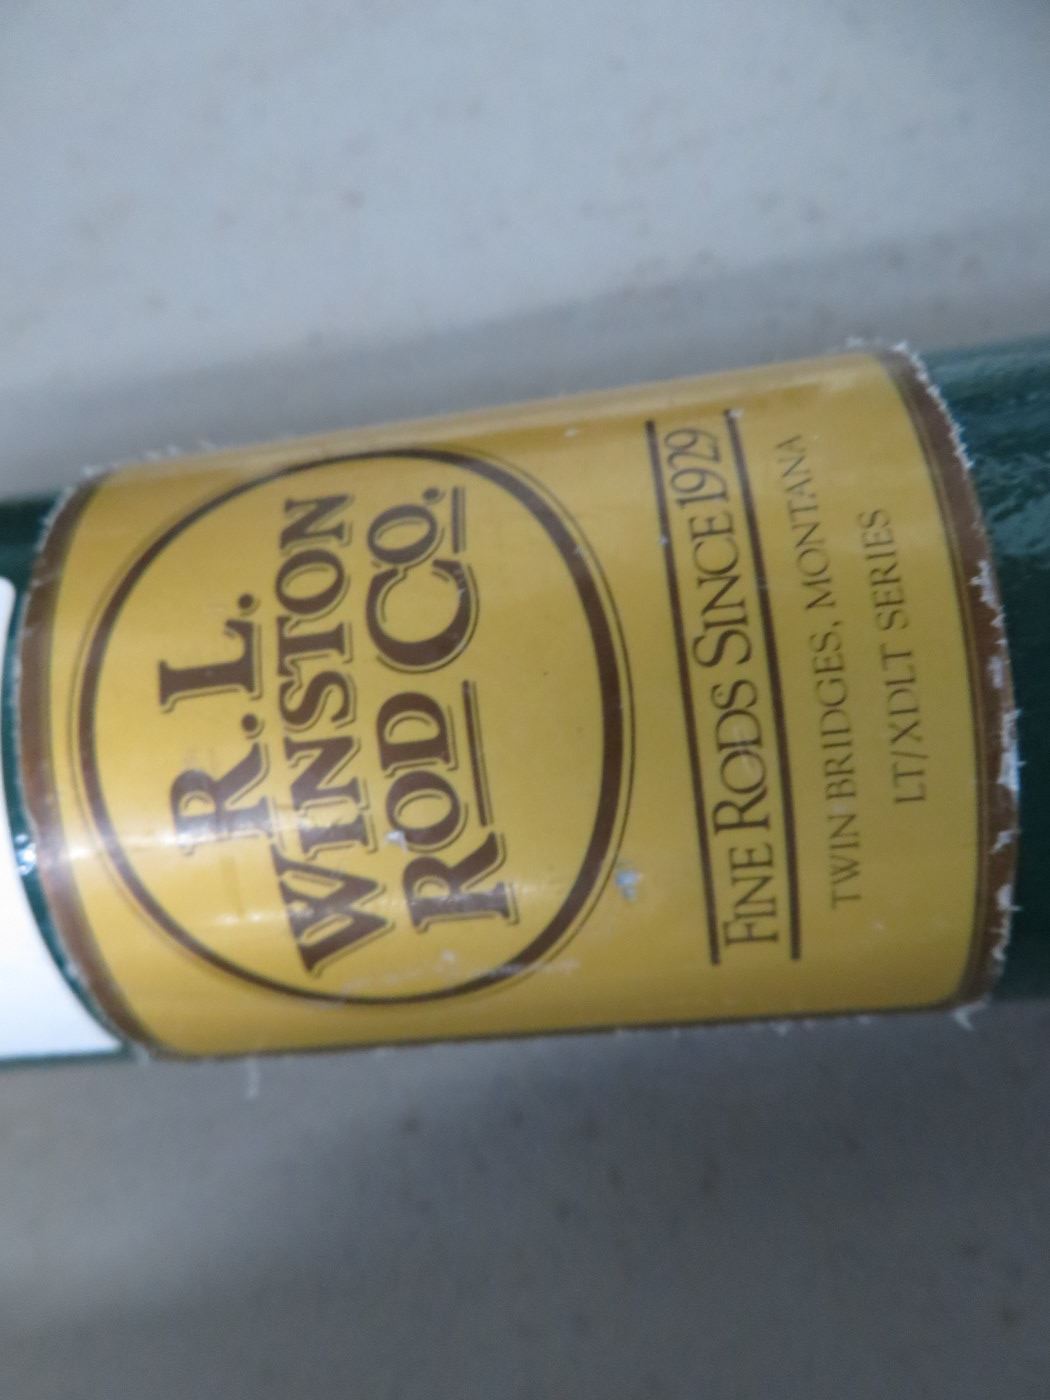 R.L.
WINSTON
ROD CO.
FINE RODS SINCE 1929
TWIN BRIDGES, MONTANA
LT/XDLT SERIES